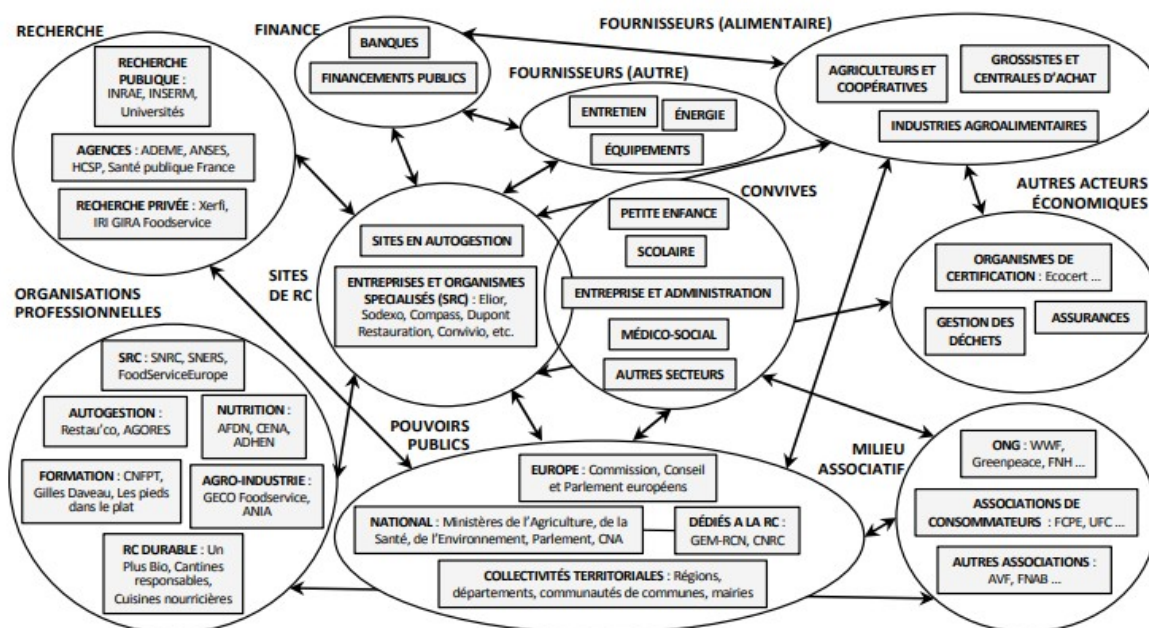 RECHERCHE
RECHERCHE
PUBLIQUE :
INRAE, INSERM,
Universités
AGENCES : ADEME, ANSES,
HCSP, Santé publique France
RECHERCHE PRIVÉE : Xerfi,
IRI GIRA Foodservice
FINANCE
BANQUES
FINANCEMENTS PUBLICS
FOURNISSEURS (AUTRE)
ENTRETIEN
ÉNERGIE
ÉQUIPEMENTS
FOURNISSEURS (ALIMENTAIRE)
AGRICULTEURS ET
COOPÉRATIVES
GROSSISTES ET
CENTRALES D'ACHAT
INDUSTRIES AGROALIMENTAIRES
SITES
DE RC
SITES EN AUTOGESTION
ENTREPRISES ET ORGANISMES
SPECIALISÉS (SRC) : Elior,
Sodexo, Compass, Dupont
Restauration, Convivio, etc.
CONVIVES
PETITE ENFANCE
SCOLAIRE
ENTREPRISE ET ADMINISTRATION
MÉDICO-SOCIAL
AUTRES SECTEURS
AUTRES ACTEURS
ÉCONOMIQUES
ORGANISMES DE
CERTIFICATION : Ecocert ...
GESTION DES
DÉCHETS
ASSURANCES
ORGANISATIONS
PROFESSIONNELLES
SRC : SNRC, SNERS,
FoodServiceEurope
AUTOGESTION :
Restau'co, AGORES
NUTRITION :
AFDN, CENA,
ADHEN
FORMATION : CNFPT,
Gilles Daveau, Les pieds
dans le plat
AGRO-INDUSTRIE :
GECO Foodservice,
ANIA
RC DURABLE : Un
Plus Bio, Cantines
responsables,
Cuisines nourricières
POUVOIRS
PUBLICS
EUROPE : Commission, Conseil
et Parlement européens
NATIONAL : Ministères de l'Agriculture, de la
Santé, de l'Environnement, Parlement, CNA
DÉDIÉS A LA RC :
GEM-RCN, CNRC
COLLECTIVITÉS TERRITORIALES : Régions,
départements, communautés de communes, mairies
MILIEU
ASSOCIATIF
ONG : WWF,
Greenpeace, FNH ...
ASSOCIATIONS DE
CONSOMMATEURS : FCPE, UFC ...
AUTRES ASSOCIATIONS :
AVF, FNAB ...